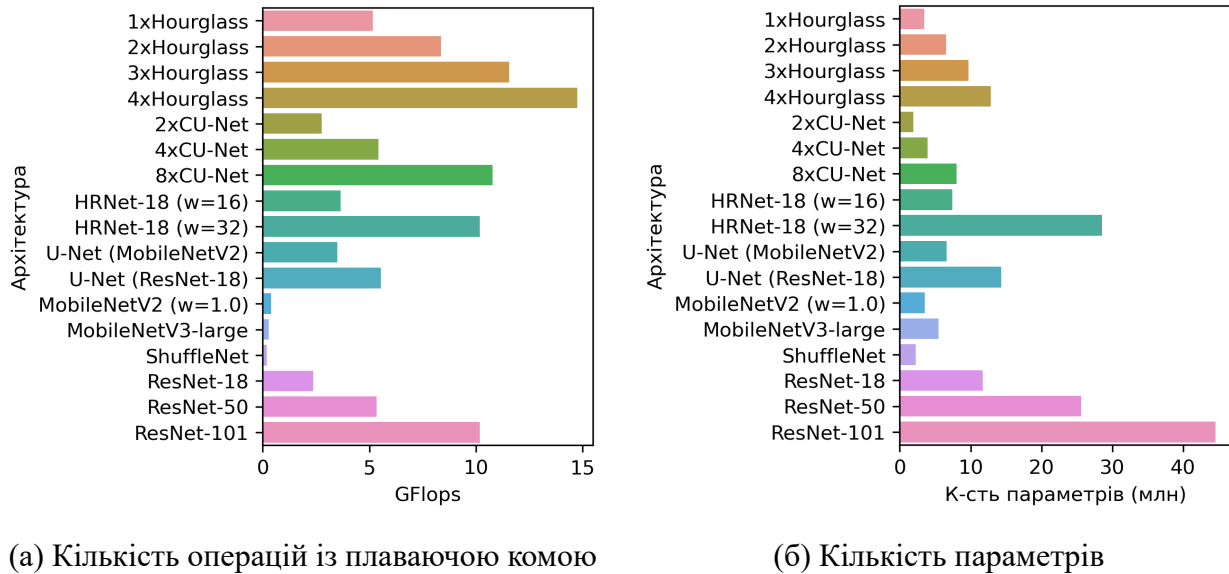 1xHourglass
2xHourglass
3xHourglass
4xHourglass
2xCU-Net
4xCU-Net
8xCU-Net
HRNet-18 (w=16)
HRNet-18 (w=32)
U-Net (MobileNetV2)
U-Net (ResNet-18)
MobileNetV2 (w=1.0)
MobileNetV3-large
ShuffleNet
ResNet-18
ResNet-50
ResNet-101
Архітектура
0 5 10 15
GFlops
(а) Кількість операцій із плаваючою комою
1xHourglass
2xHourglass
3xHourglass
4xHourglass
2xCU-Net
4xCU-Net
8xCU-Net
HRNet-18 (w=16)
HRNet-18 (w=32)
U-Net (MobileNetV2)
U-Net (ResNet-18)
MobileNetV2 (w=1.0)
MobileNetV3-large
ShuffleNet
ResNet-18
ResNet-50
ResNet-101
Архітектура
0 10 20 30 40
К-сть параметрів (млн)
(б) Кількість параметрів